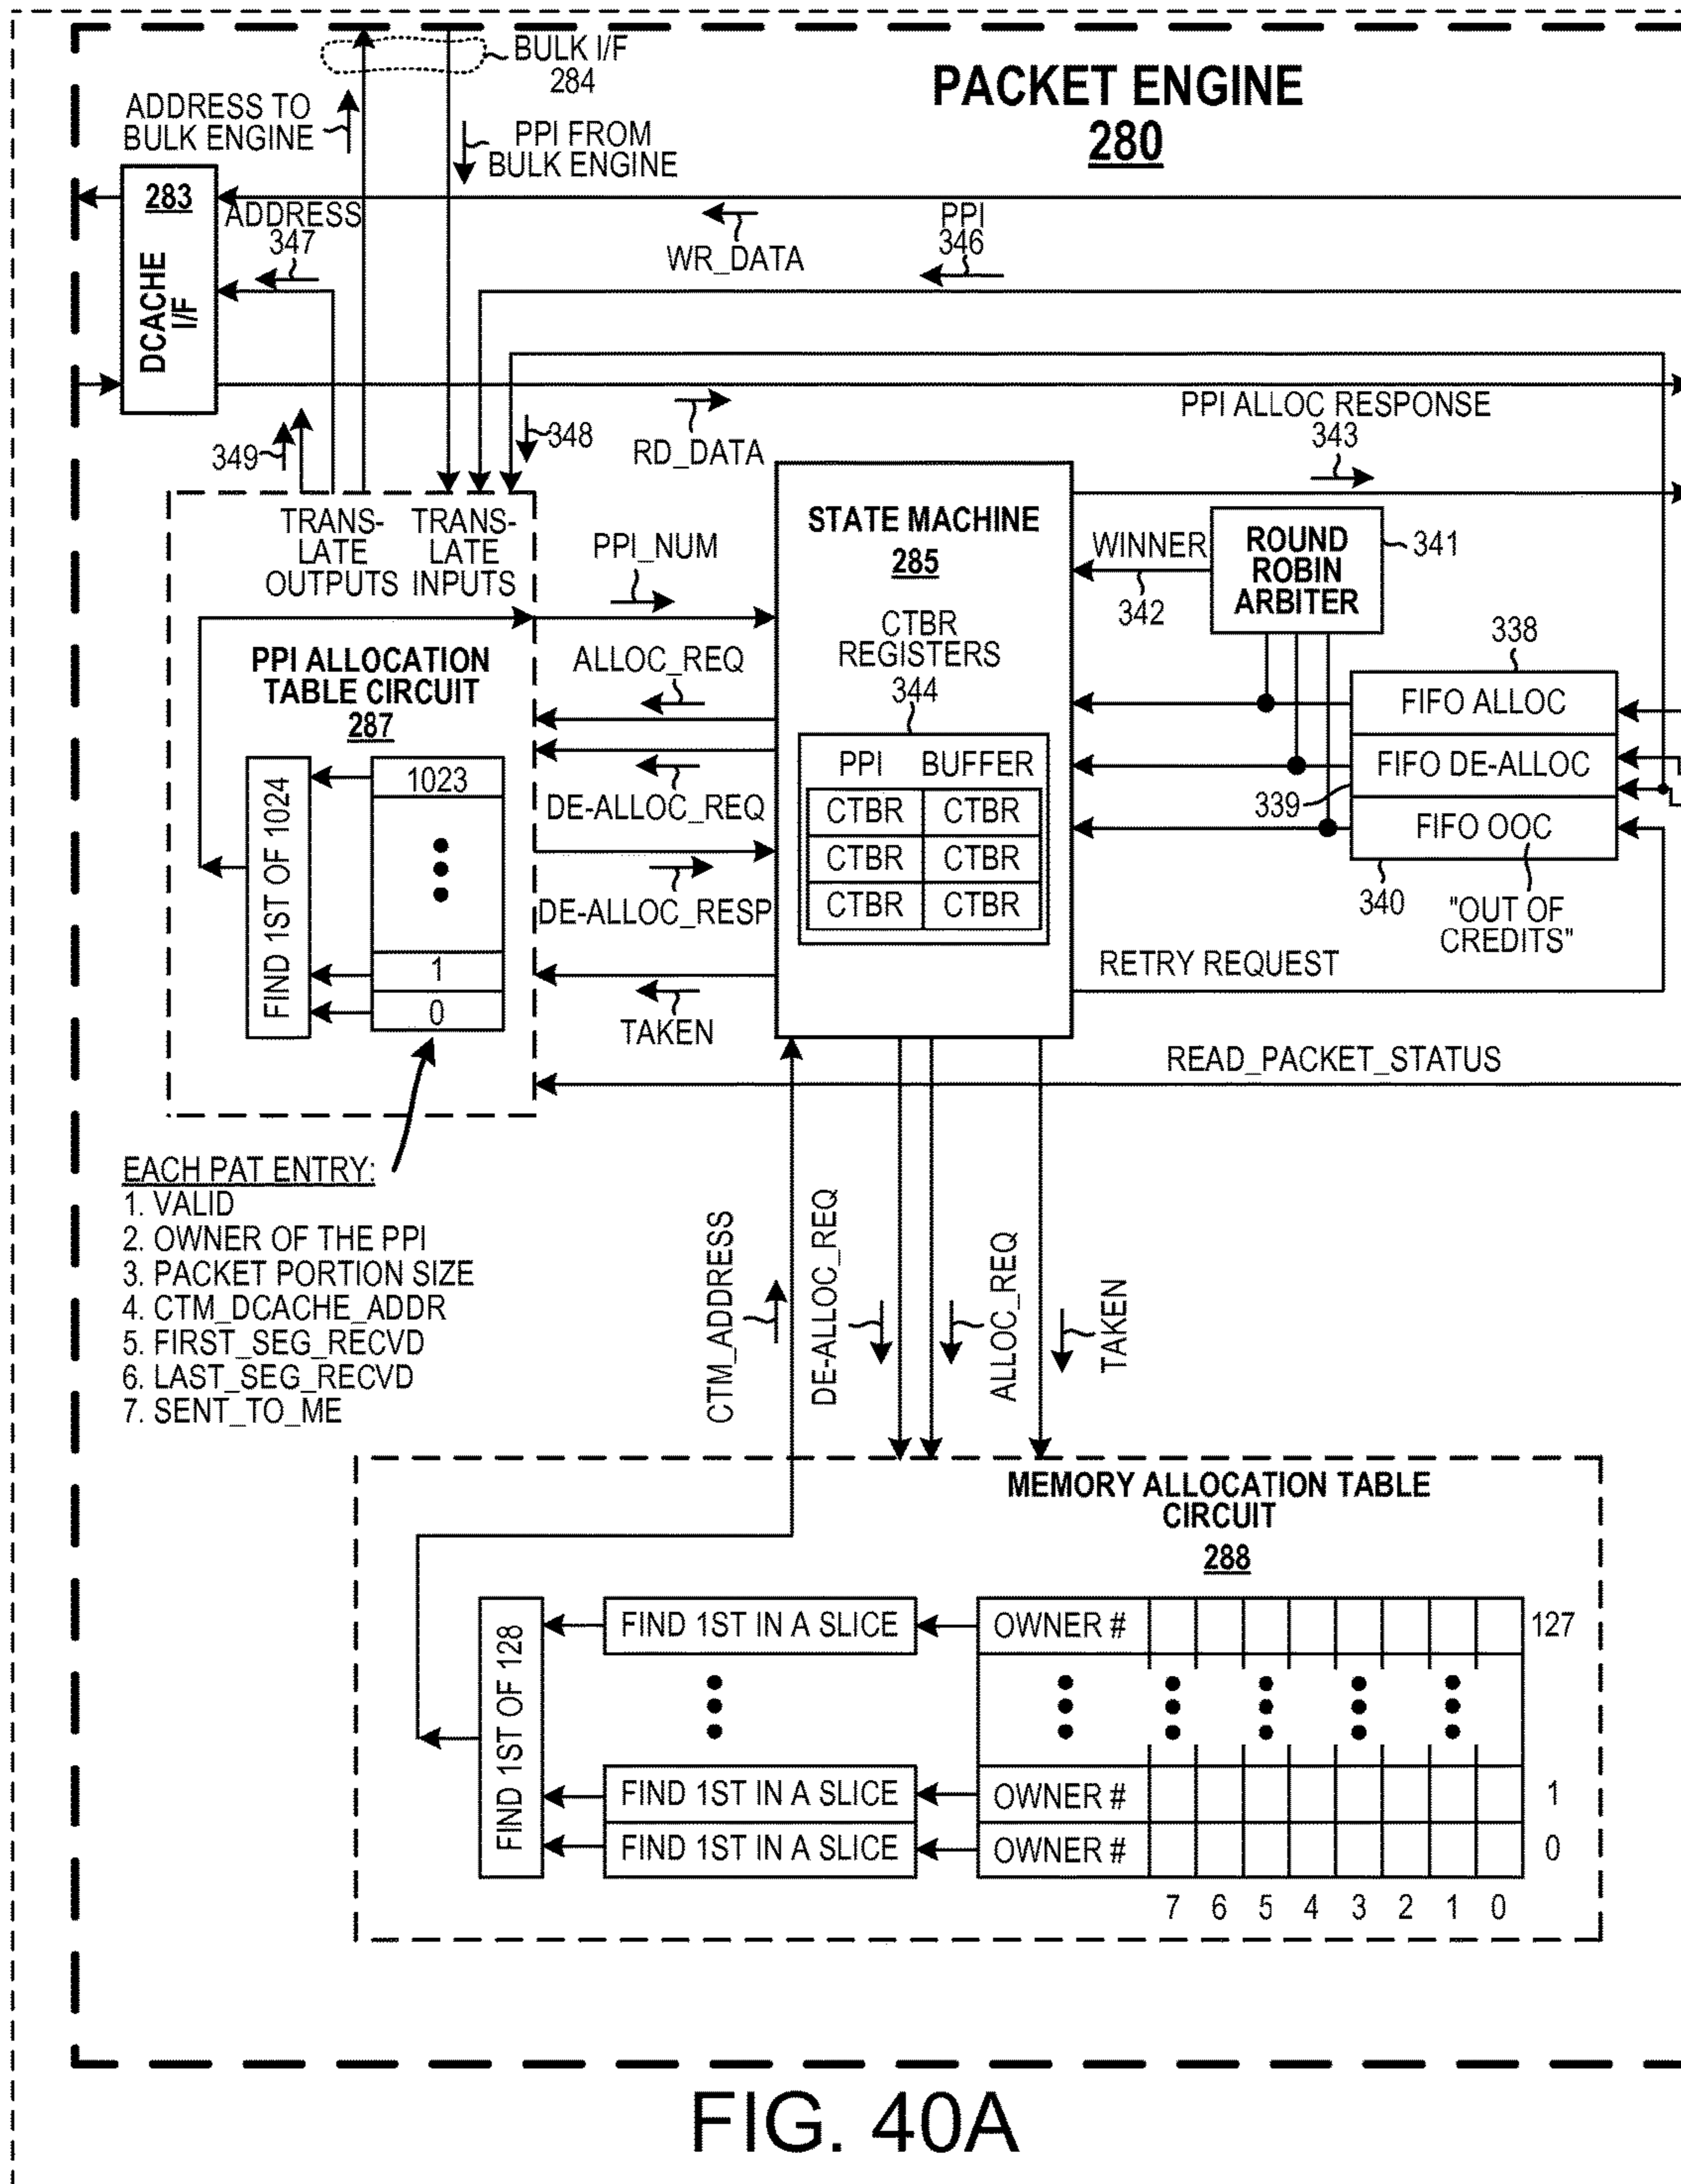 BULK I/F
284
PACKET ENGINE
280
ADDRESS TO
BULK ENGINE
PPI FROM
BULK ENGINE
283
DCACHE
I/F
ADDRESS
347
WR_DATA
PPI
346
349
348
RD_DATA
PPI ALLOC RESPONSE
343
TRANS-
LATE
OUTPUTS
TRANS-
LATE
INPUTS
PPI_NUM
STATE MACHINE
285
WINNER
342
ROUND
ROBIN
ARBITER
341
PPI ALLOCATION
TABLE CIRCUIT
287
ALLOC_REQ
CTBR
REGISTERS
344
338
FIFO ALLOC
FIFO DE-ALLOC
FIFO OOC
339
340
"OUT OF
CREDITS"
FIND 1ST OF 1024
1023
1
0
DE-ALLOC_REQ
DE-ALLOC_RESP
TAKEN
PPI BUFFER
CTBR CTBR
CTBR CTBR
CTBR CTBR
RETRY REQUEST
READ_PACKET_STATUS
EACH PAT ENTRY:
1. VALID
2. OWNER OF THE PPI
3. PACKET PORTION SIZE
4. CTM_DCACHE_ADDR
5. FIRST_SEG_RECVD
6. LAST_SEG_RECVD
7. SENT_TO_ME
CTM_ADDRESS
DE-ALLOC_REQ
ALLOC_REQ
TAKEN
MEMORY ALLOCATION TABLE
CIRCUIT
288
FIND 1ST OF 128
FIND 1ST IN A SLICE
OWNER #
127
FIND 1ST IN A SLICE
OWNER #
1
FIND 1ST IN A SLICE
OWNER #
0
7 6 5 4 3 2 1 0
FIG. 40A